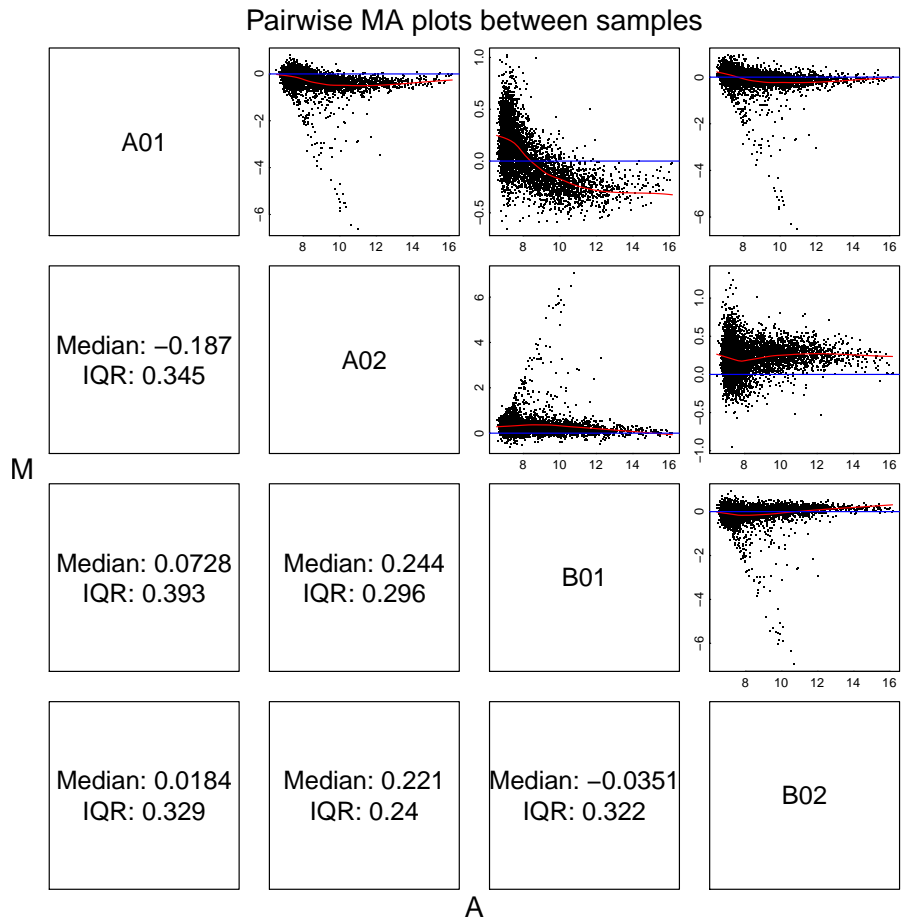 Pairwise MA plots between samples
A01
0
−2
−4
−6
8 10 12 14 16
1.0
0.5
0.0
−0.5
8 10 12 14 16
0
−2
−4
−6
8 10 12 14 16
Median: −0.187
IQR: 0.345
A02
6
4
2
0
8 10 12 14 16
1.0
0.5
0.0
−1.0
8 10 12 14 16
M
Median: 0.0728
IQR: 0.393
Median: 0.244
IQR: 0.296
B01
0
−2
−4
−6
8 10 12 14 16
Median: 0.0184
IQR: 0.329
Median: 0.221
IQR: 0.24
Median: −0.0351
IQR: 0.322
B02
A